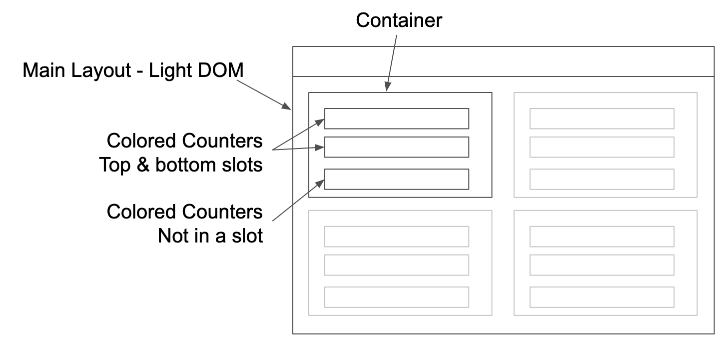 Container
Main Layout - Light DOM
Colored Counters
Top & bottom slots
Colored Counters
Not in a slot